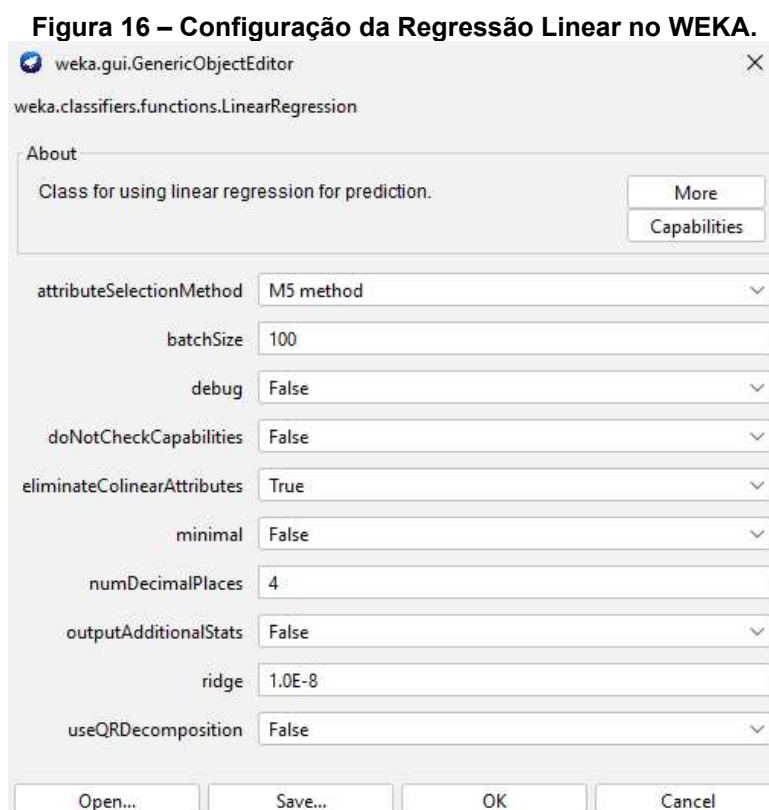 Figura 16 – Configuração da Regressão Linear no WEKA.
weka.gui.GenericObjectEditor
weka.classifiers.functions.LinearRegression
About
Class for using linear regression for prediction.
More
Capabilities
attributeSelectionMethod M5 method
batchSize 100
debug False
doNotCheckCapabilities False
eliminateColinearAttributes True
minimal False
numDecimalPlaces 4
outputAdditionalStats False
ridge 1.0E-8
useQRDecomposition False
Open... Save... OK Cancel